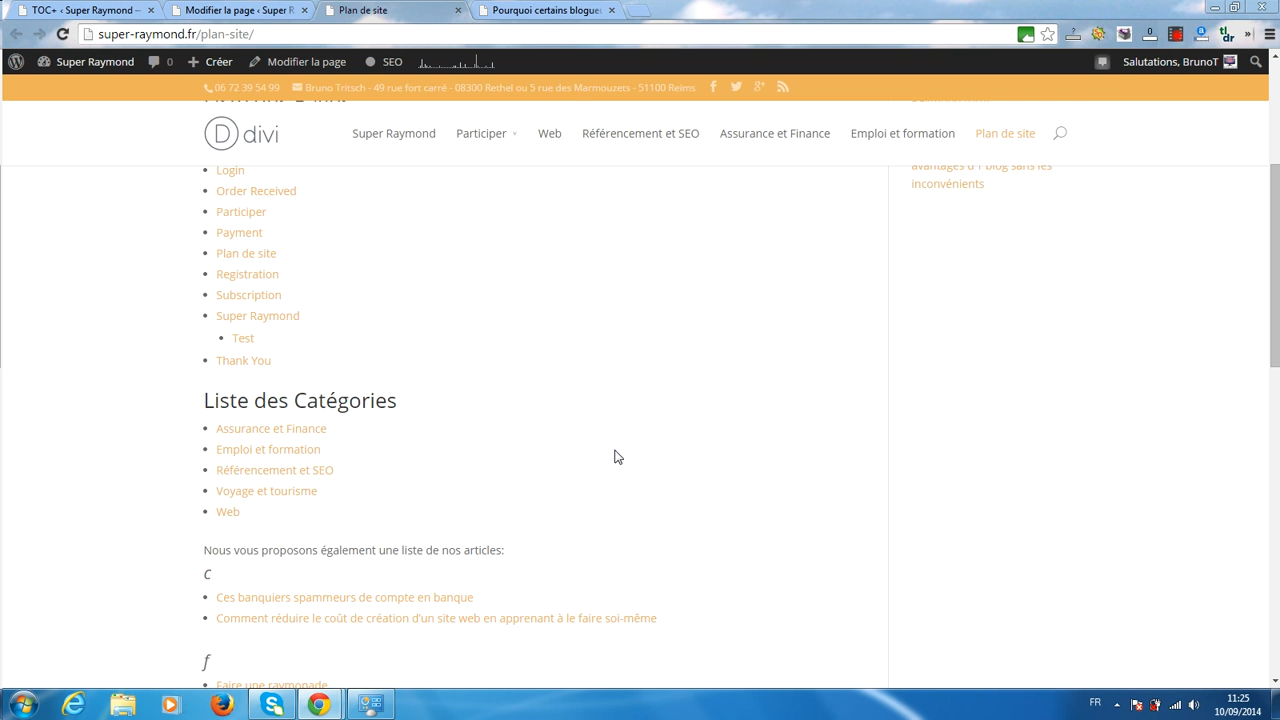 TOC+ ‹ Super Raymond —
Modifier la page ‹ Super R
Plan de site
Pourquoi certains blogueu
super-raymond.fr/plan-site/
0 Créer Modifier la page SEO
Salutations, BrunoT
06 72 39 54 99 Bruno Tritsch - 49 rue fort carré - 08300 Rethel ou 5 rue des Marmouzets - 51100 Reims
divi
Super Raymond Participer Web Référencement et SEO Assurance et Finance Emploi et formation Plan de site
Login
avantages d'1 blog sans les
inconvénients
Order Received
Participer
Payment
Plan de site
Registration
Subscription
Super Raymond
Test
Thank You
Liste des Catégories
Assurance et Finance
Emploi et formation
Référencement et SEO
Voyage et tourisme
Web
Nous vous proposons également une liste de nos articles:
C
Ces banquiers spammeurs de compte en banque
Comment réduire le coût de création d'un site web en apprenant à le faire soi-même
f
Faire une raymonade
FR
11:25
10/09/2014